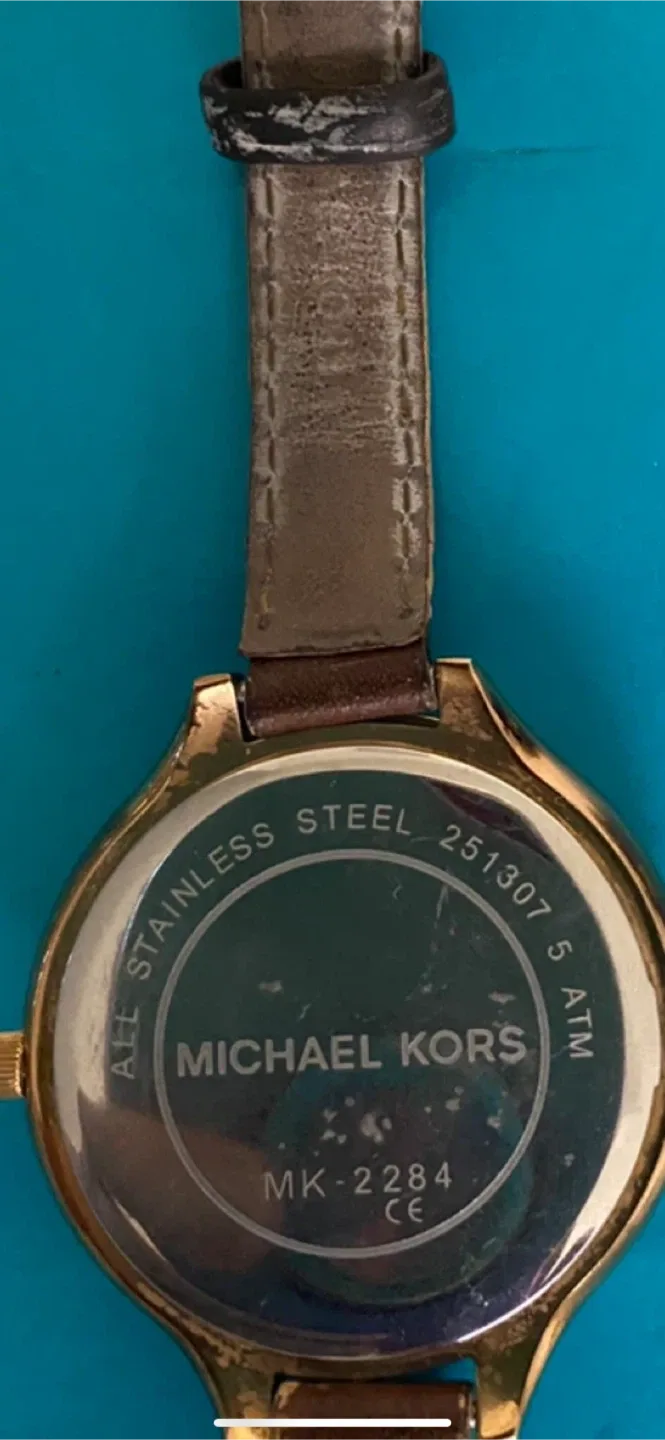 ALL STAINLESS STEEL 251307 5 ATM
MICHAEL KORS
MK-2284
CE